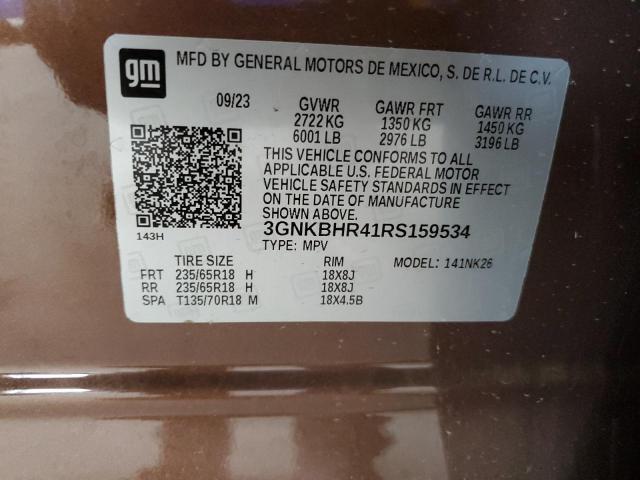 gm
MFD BY GENERAL MOTORS DE MEXICO, S. DE R.L. DE C.V.
09/23 GVWR GAWR FRT GAWR RR
2722 KG 1350 KG 1450 KG
6001 LB 2976 LB 3196 LB
THIS VEHICLE CONFORMS TO ALL
APPLICABLE U.S. FEDERAL MOTOR
VEHICLE SAFETY STANDARDS IN EFFECT
ON THE DATE OF MANUFACTURE
SHOWN ABOVE
143H 3GNKBHR41RS159534
TYPE: MPV
TIRE SIZE RIM MODEL: 141NK26
FRT 235/65R18 H 18X8J
RR 235/65R18 H 18X8J
SPA T135/70R18 M 18X4.5B